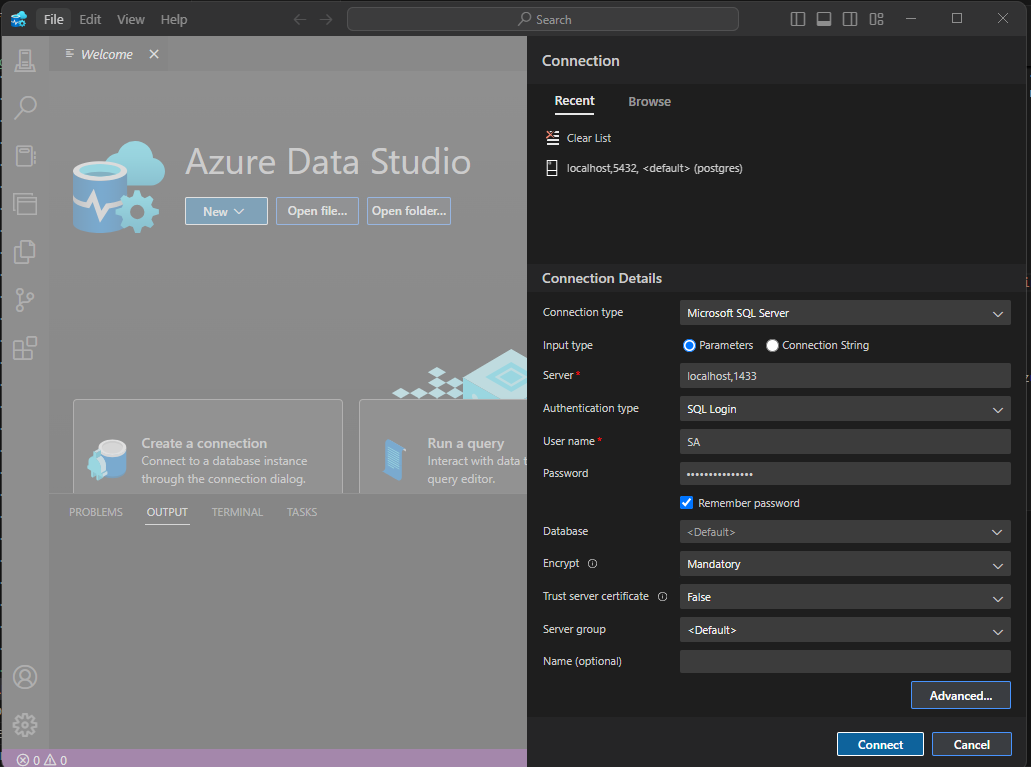 File Edit View Help Search
Welcome
Azure Data Studio
New Open file... Open folder...
Create a connection
Connect to a database instance
through the connection dialog.
Run a query
Interact with data t
query editor.
PROBLEMS OUTPUT TERMINAL TASKS
0 0
Connection
Recent Browse
Clear List
localhost,5432, <default> (postgres)
Connection Details
Connection type Microsoft SQL Server
Input type Parameters Connection String
Server* localhost,1433
Authentication type SQL Login
User name* SA
Password •••••••••••••••
Remember password
Database <Default>
Encrypt Mandatory
Trust server certificate False
Server group <Default>
Name (optional)
Advanced...
Connect Cancel